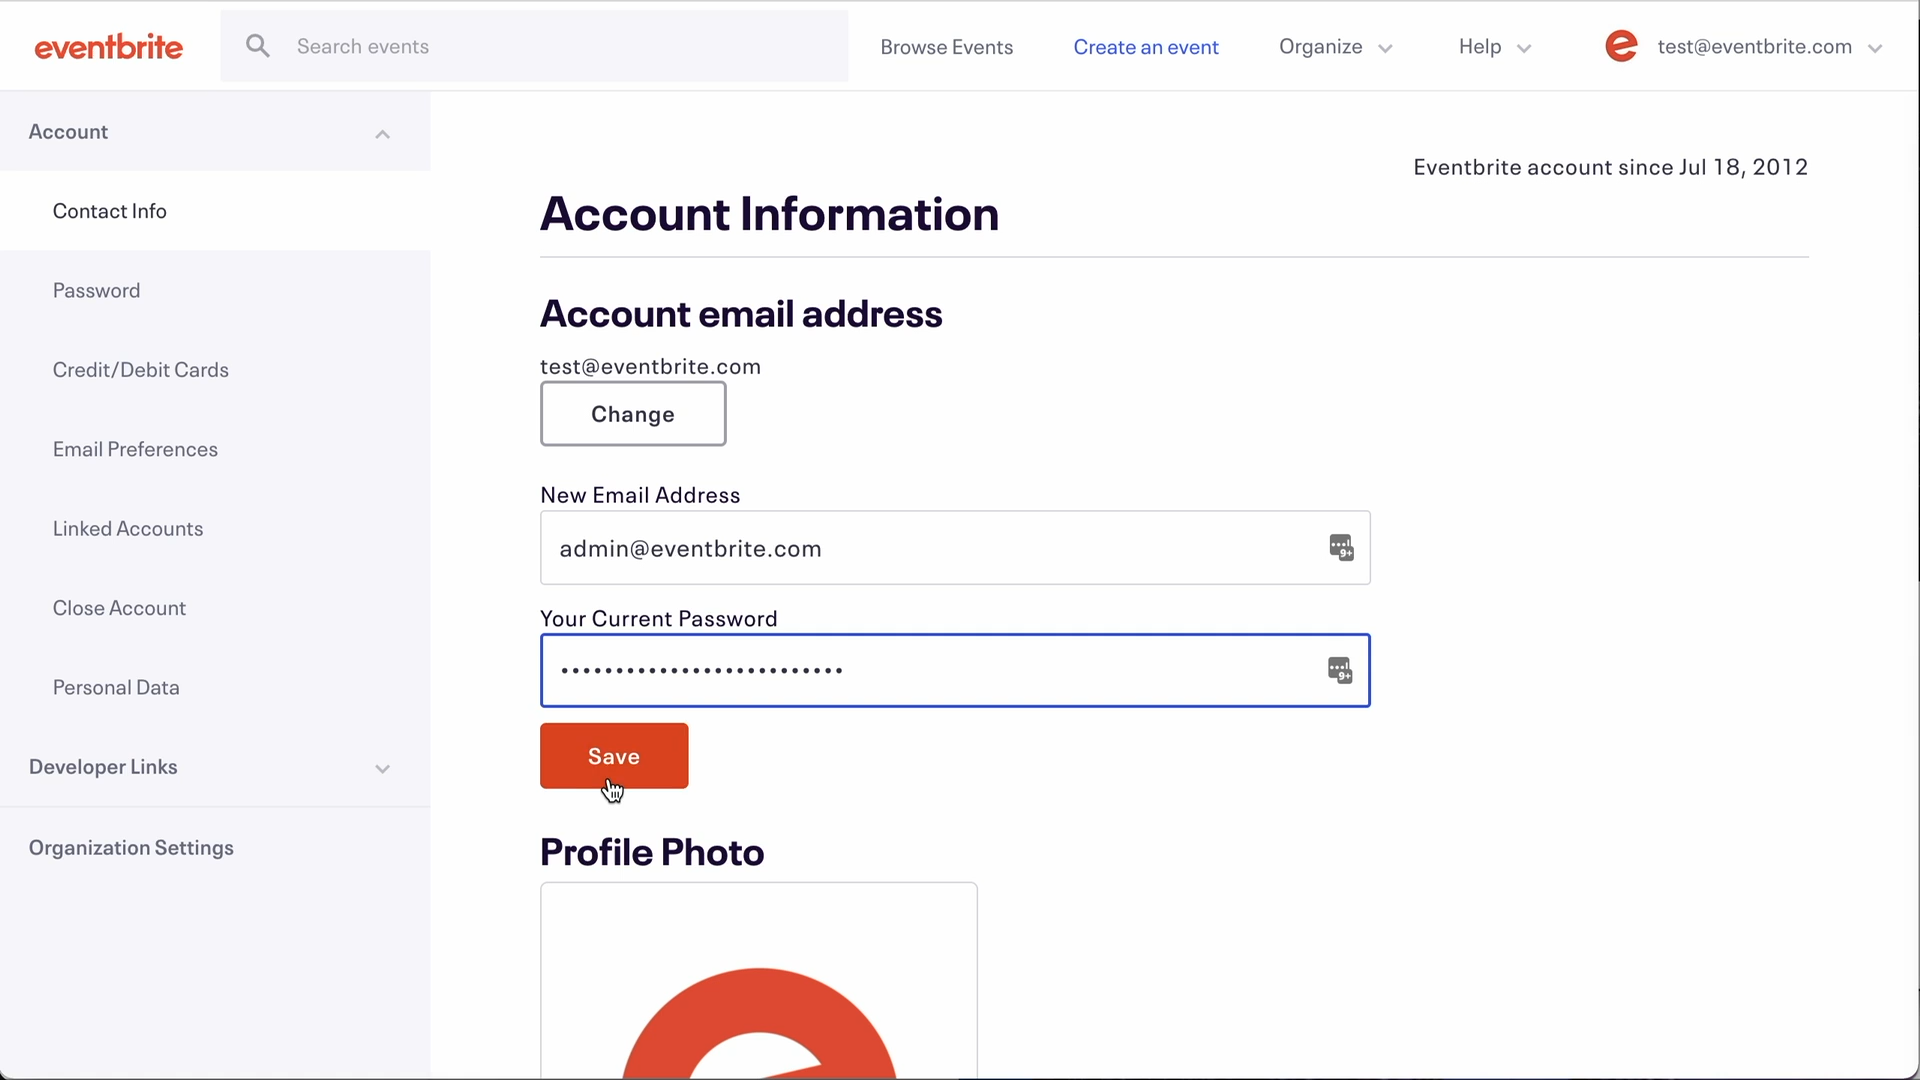 eventbrite
Search events
Browse Events
Create an event
Organize
Help
test@eventbrite.com
Account
Contact Info
Password
Credit/Debit Cards
Email Preferences
Linked Accounts
Close Account
Personal Data
Developer Links
Organization Settings
Eventbrite account since Jul 18, 2012
Account Information
Account email address
test@eventbrite.com
Change
New Email Address
admin@eventbrite.com
9+
Your Current Password
••••••••••••••••••••••••••
9+
Save
Profile Photo